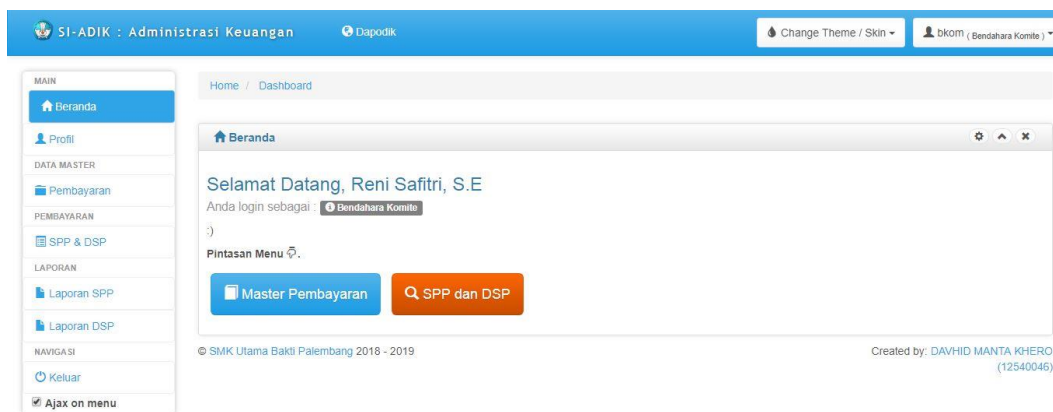 SI-ADIK : Administrasi Keuangan
Dapodik
Change Theme / Skin
bkom ( Bendahara Komite )
MAIN
Beranda
Profil
DATA MASTER
Pembayaran
PEMBAYARAN
SPP & DSP
LAPORAN
Laporan SPP
Laporan DSP
NAVIGASI
Keluar
Ajax on menu
Home / Dashboard
Beranda
Selamat Datang, Reni Safitri, S.E
Anda login sebagai : Bendahara Komite
:)
Pintasan Menu .
Master Pembayaran
SPP dan DSP
© SMK Utama Bakti Palembang 2018 - 2019
Created by: DAVHID MANTA KHERO
(12540046)